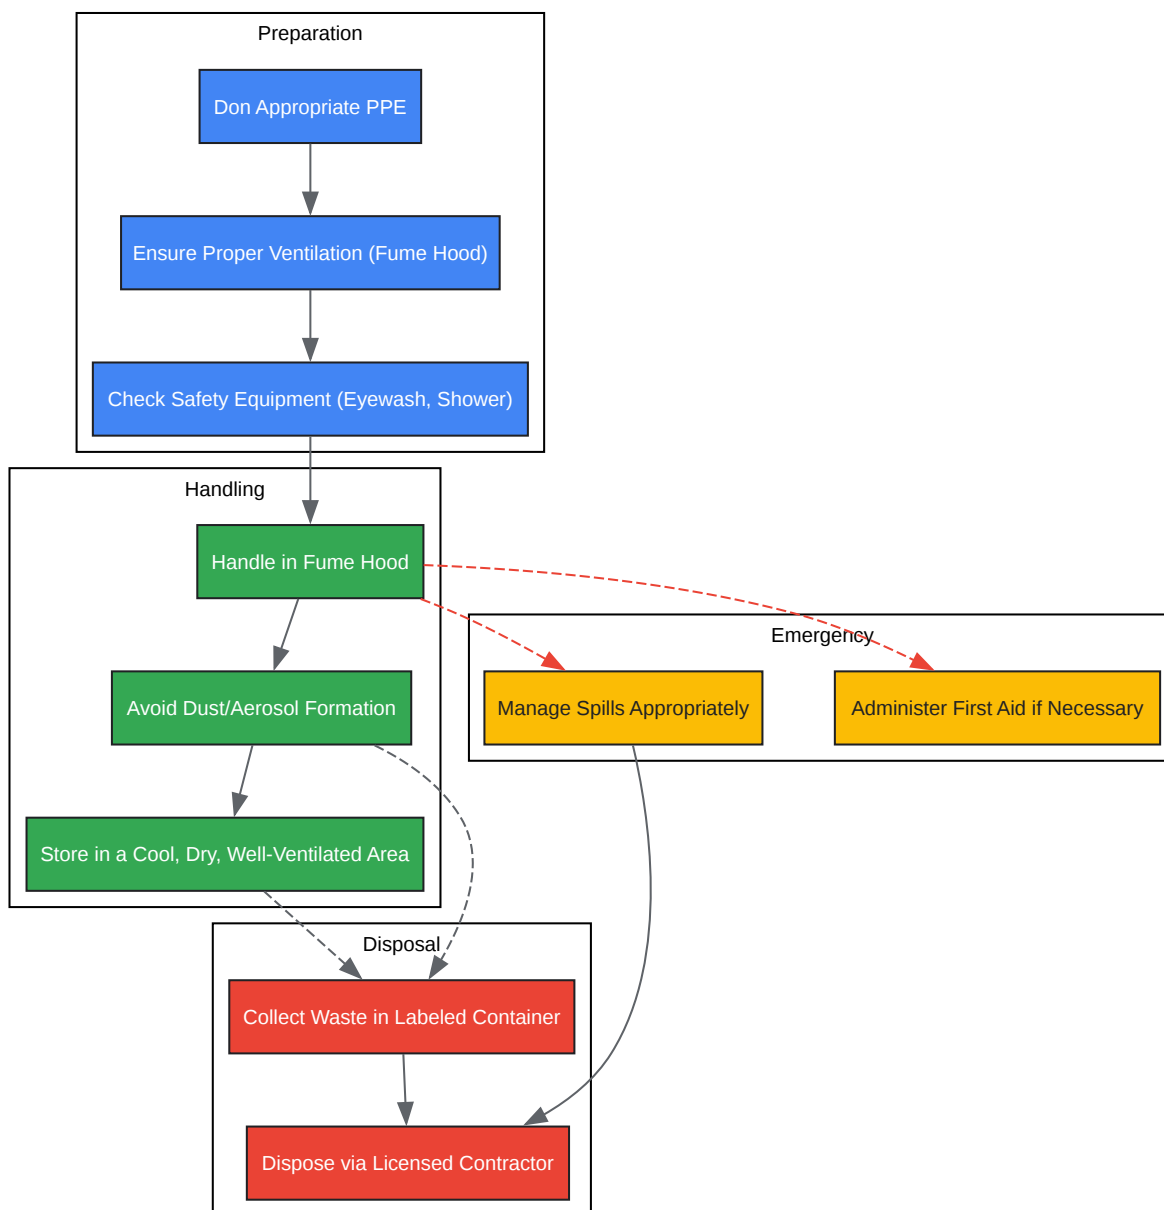 Preparation
Don Appropriate PPE
Ensure Proper Ventilation (Fume Hood)
Check Safety Equipment (Eyewash, Shower)
Handling
Handle in Fume Hood
Avoid Dust/Aerosol Formation
Store in a Cool, Dry, Well-Ventilated Area
Emergency
Manage Spills Appropriately
Administer First Aid if Necessary
Disposal
Collect Waste in Labeled Container
Dispose via Licensed Contractor